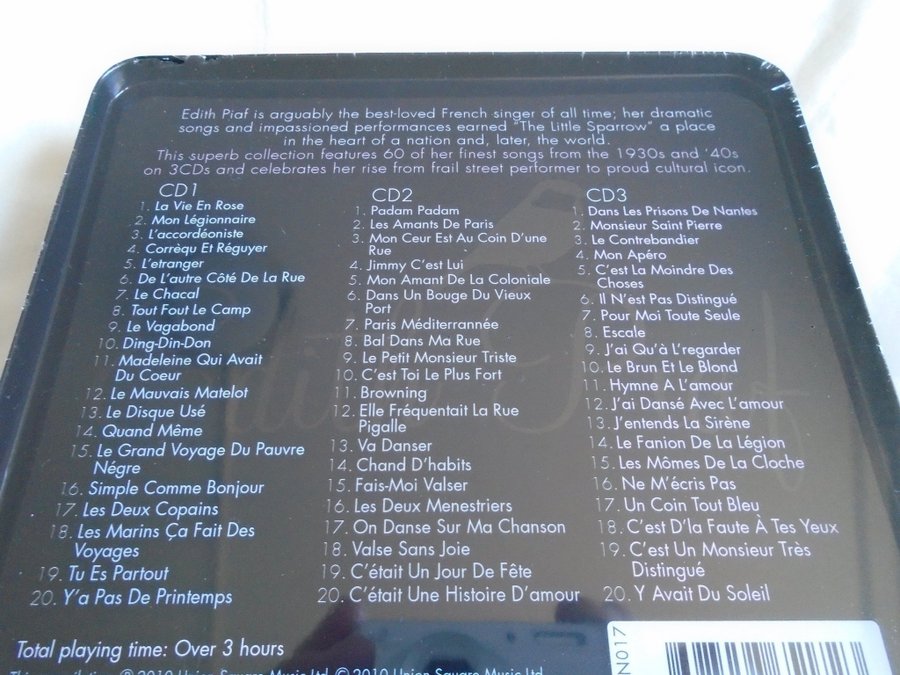 Edith Piaf is arguably the best-loved French singer of all time; her dramatic
songs and impassioned performances earned "The Little Sparrow" a place
in the heart of a nation and, later, the world.
This superb collection features 60 of her finest songs from the 1930s and '40s
on 3CDs and celebrates her rise from frail street performer to proud cultural icon.
CD1
1. La Vie En Rose
2. Mon Légionnaire
3. L'accordéoniste
4. Corrèqu Et Réguyer
5. L'etranger
6. De L'autre Côté De La Rue
7. Le Chacal
8. Tout Fout Le Camp
9. Le Vagabond
10. Ding-Din-Don
11. Madeleine Qui Avait
Du Coeur
12. Le Mauvais Matelot
13. Le Disque Usé
14. Quand Même
15. Le Grand Voyage Du Pauvre
Négre
16. Simple Comme Bonjour
17. Les Deux Copains
18. Les Marins Ça Fait Des
Voyages
19. Tu Es Partout
20. Y'a Pas De Printemps
CD2
1. Padam Padam
2. Les Amants De Paris
3. Mon Ceur Est Au Coin D'une
Rue
4. Jimmy C'est Lui
5. Mon Amant De La Coloniale
6. Dans Un Bouge Du Vieux
Port
7. Paris Méditerrannée
8. Bal Dans Ma Rue
9. Le Petit Monsieur Triste
10. C'est Toi Le Plus Fort
11. Browning
12. Elle Fréquentait La Rue
Pigalle
13. Va Danser
14. Chand D'habits
15. Fais-Moi Valser
16. Les Deux Menestriers
17. On Danse Sur Ma Chanson
18. Valse Sans Joie
19. C'était Un Jour De Fête
20. C'était Une Histoire D'amour
CD3
1. Dans Les Prisons De Nantes
2. Monsieur Saint Pierre
3. Le Contrebandier
4. Mon Apéro
5. C'est La Moindre Des
Choses
6. Il N'est Pas Distingué
7. Pour Moi Toute Seule
8. Escale
9. J'ai Qu'à L'regarder
10. Le Brun Et Le Blond
11. Hymne A L'amour
12. J'ai Dansé Avec L'amour
13. J'entends La Sirène
14. Le Fanion De La Légion
15. Les Mômes De La Cloche
16. Ne M'écris Pas
17. Un Coin Tout Bleu
18. C'est D'la Faute À Tes Yeux
19. C'est Un Monsieur Très
Distingué
20. Y Avait Du Soleil
Total playing time: Over 3 hours
This compilation ℗ 2010 Union Square Music Ltd. © 2010 Union Square Music Ltd.
N017